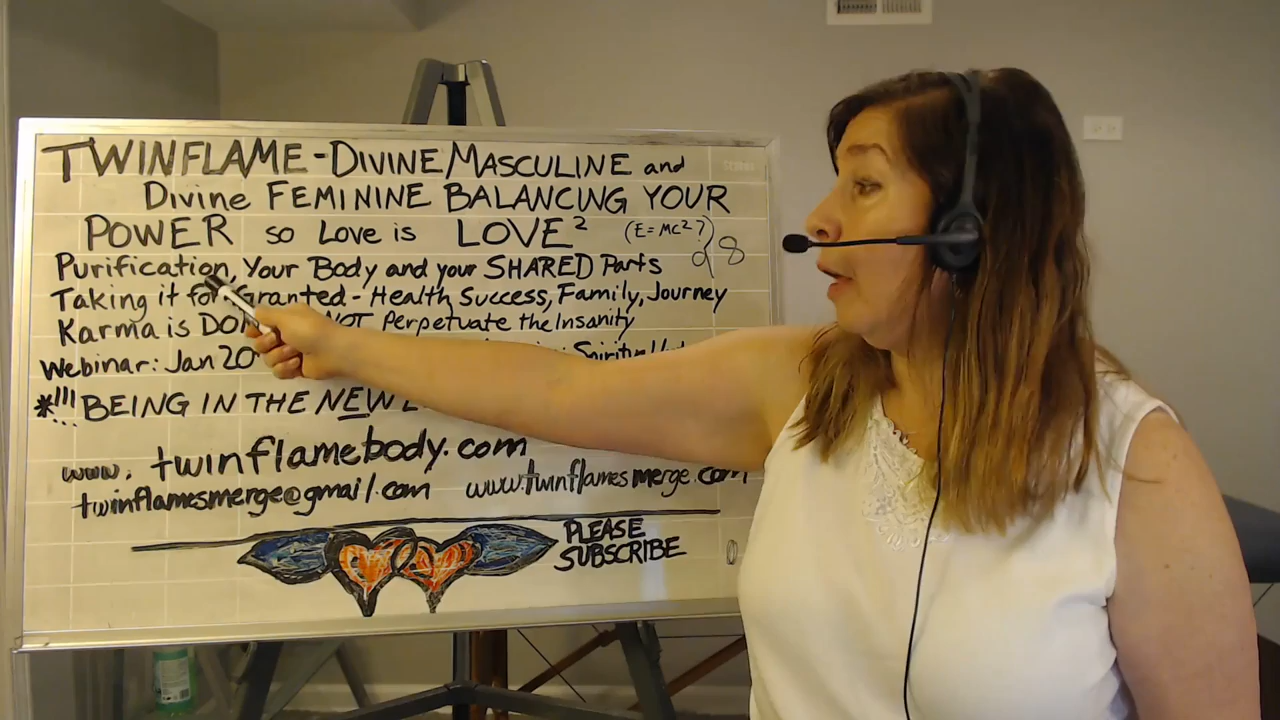 TWINFLAME - DIVINE MASCULINE and
Divine FEMININE BALANCING YOUR
POWER so Love is LOVE² (E=MC²?)
8
Purification, Your Body and your SHARED Parts
Taking it for Granted - Health, Success, Family, Journey
Karma is NOT Perpetuate the Insanity
Webinar: Jan 20
*!!! BEING IN THE NEW
www. twinflamebody.com
twinflamesmerge@gmail.com www.twinflamesmerge.com
PLEASE
SUBSCRIBE